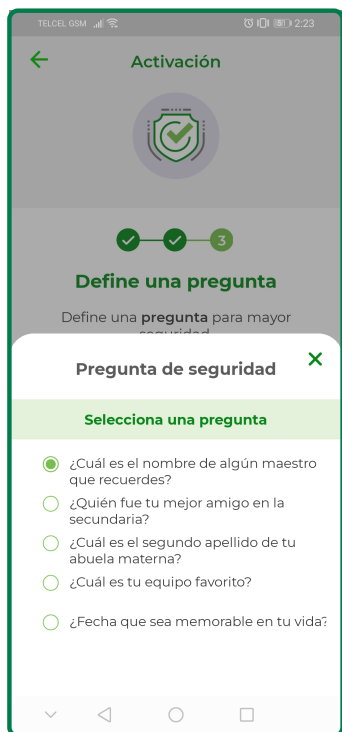 TELCEL GSM 2:23
Activación
3
Define una pregunta
Define una pregunta para mayor
seguridad
Pregunta de seguridad
Selecciona una pregunta
¿Cuál es el nombre de algún maestro
que recuerdes?
¿Quién fue tu mejor amigo en la
secundaria?
¿Cuál es el segundo apellido de tu
abuela materna?
¿Cuál es tu equipo favorito?
¿Fecha que sea memorable en tu vida?